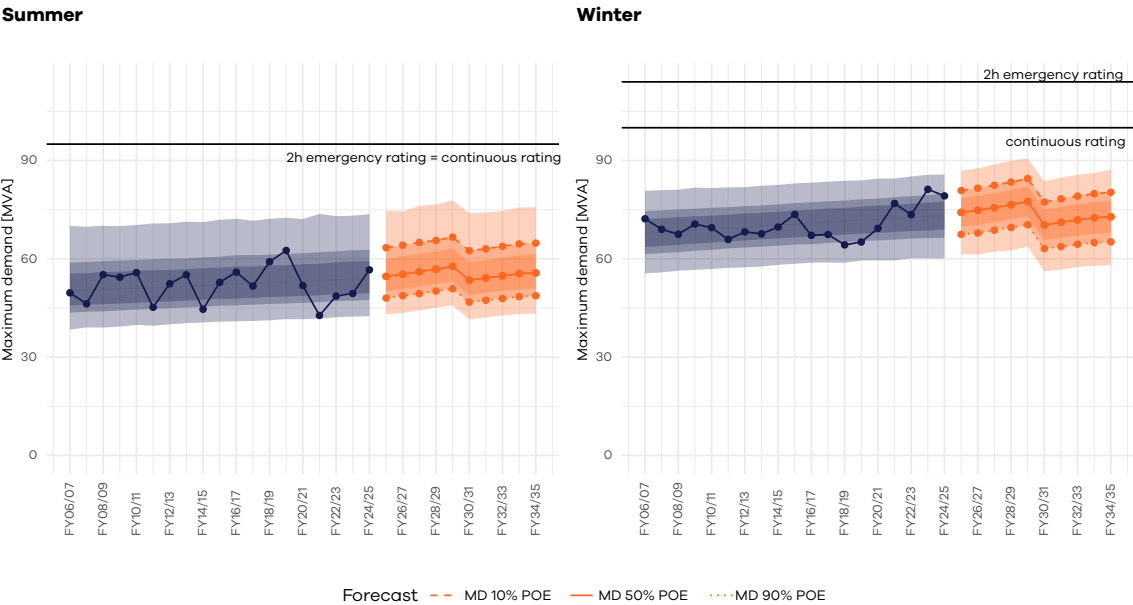 Summer
Winter
2h emergency rating
continuous rating
2h emergency rating = continuous rating
Maximum demand [MVA]
90
60
30
0
FY06/07
FY08/09
FY10/11
FY12/13
FY14/15
FY16/17
FY18/19
FY20/21
FY22/23
FY24/25
FY26/27
FY28/29
FY30/31
FY32/33
FY34/35
Maximum demand [MVA]
90
60
30
0
FY06/07
FY08/09
FY10/11
FY12/13
FY14/15
FY16/17
FY18/19
FY20/21
FY22/23
FY24/25
FY26/27
FY28/29
FY30/31
FY32/33
FY34/35
Forecast MD 10% POE MD 50% POE MD 90% POE